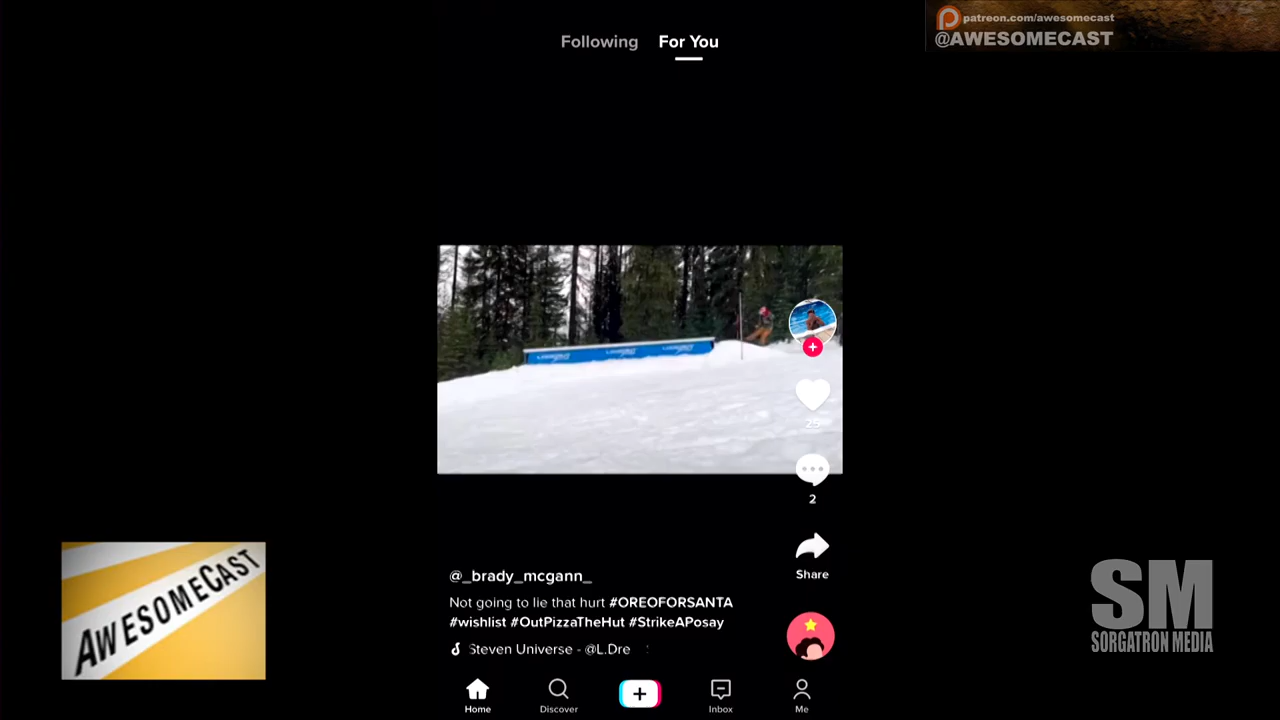 patreon.com/awesomecast
@AWESOMECAST
Following For You
25
2
Share
@_brady_mcgann_
Not going to lie that hurt #OREOFORSANTA
#wishlist #OutPizzaTheHut #StrikeAPosay
Steven Universe - @L.Dre
Home Discover Inbox Me
AWESOMECAST
SM
SORGATRON MEDIA